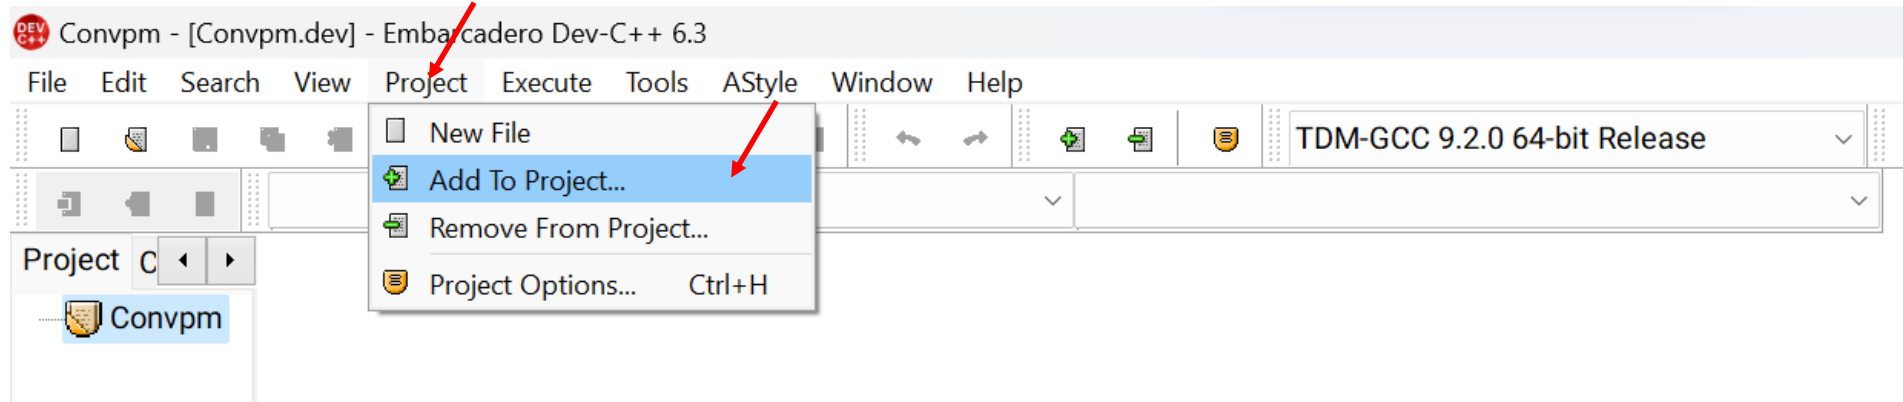 DEV C++
Convpm - [Convpm.dev] - Embarcadero Dev-C++ 6.3
File Edit Search View Project Execute Tools AStyle Window Help
New File
TDM-GCC 9.2.0 64-bit Release
Add To Project...
Remove From Project...
Project C
Project Options... Ctrl+H
Convpm